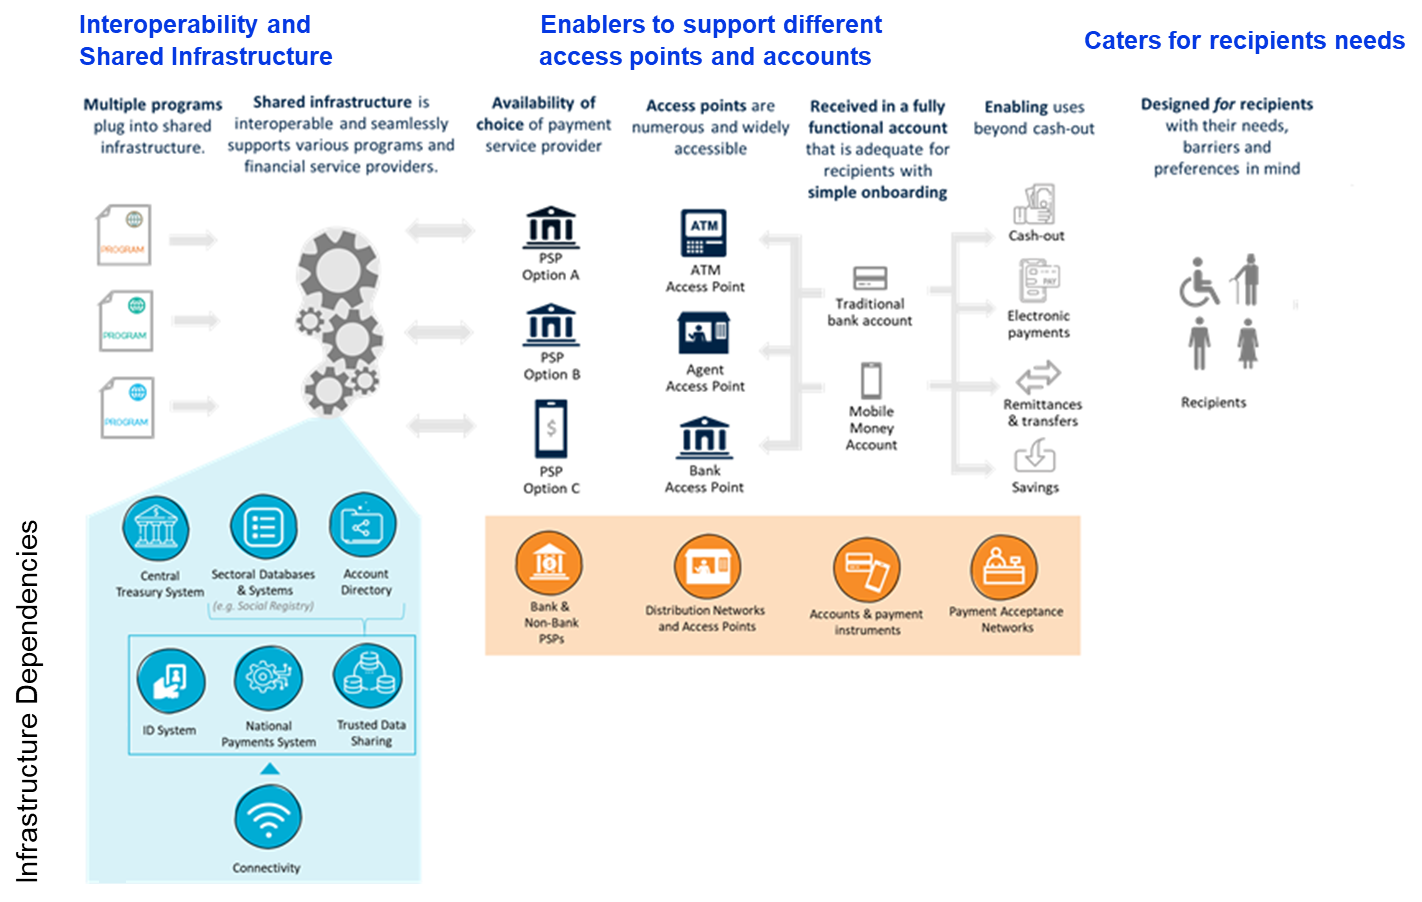 Interoperability and
Shared Infrastructure
Enablers to support different
access points and accounts
Caters for recipients needs
Multiple programs
plug into shared
infrastructure.
Shared infrastructure is
interoperable and seamlessly
supports various programs and
financial service providers.
Availability of
choice of payment
service provider
Access points are
numerous and widely
accessible
Received in a fully
functional account
that is adequate for
recipients with
simple onboarding
Enabling uses
beyond cash-out
Designed for recipients
with their needs,
barriers and
preferences in mind
PROGRAM
PROGRAM
PROGRAM
PSP
Option A
PSP
Option B
$
PSP
Option C
ATM
ATM
Access Point
Agent
Access Point
Bank
Access Point
Traditional
bank account
Mobile
Money
Account
Cash-out
PAY
Electronic
payments
Remittances
& transfers
Savings
Recipients
Infrastructure Dependencies
$
Central
Treasury System
Sectoral Databases
& Systems
(e.g. Social Registry)
Account
Directory
ID System
National
Payments System
Trusted Data
Sharing
Connectivity
$
Bank &
Non-Bank
PSPs
Distribution Networks
and Access Points
Accounts & payment
instruments
Payment Acceptance
Networks